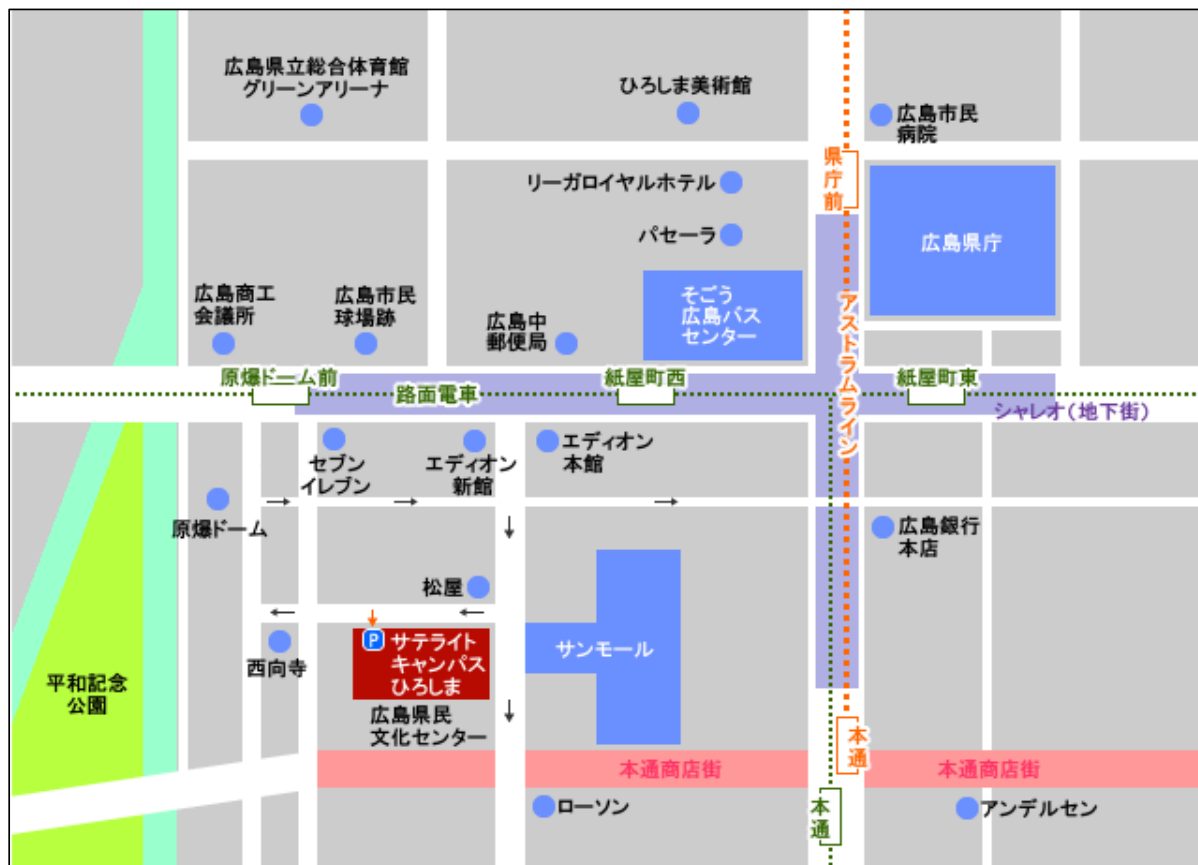 広島県立総合体育館
グリーンアリーナ
ひろしま美術館
広島市民
病院
県庁前
リーガロイヤルホテル
パセーラ
広島県庁
そごう
広島バス
センター
広島商工
会議所
広島市民
球場跡
広島中
郵便局
アストラムライン
原爆ドーム前
路面電車
紙屋町西
紙屋町東
シャレオ(地下街)
セブン
イレブン
エディオン
新館
エディオン
本館
原爆ドーム
広島銀行
本店
松屋
西向寺
P
サテライト
キャンパス
ひろしま
サンモール
平和記念
公園
広島県民
文化センター
本通
本通商店街
本通商店街
ローソン
本通
アンデルセン